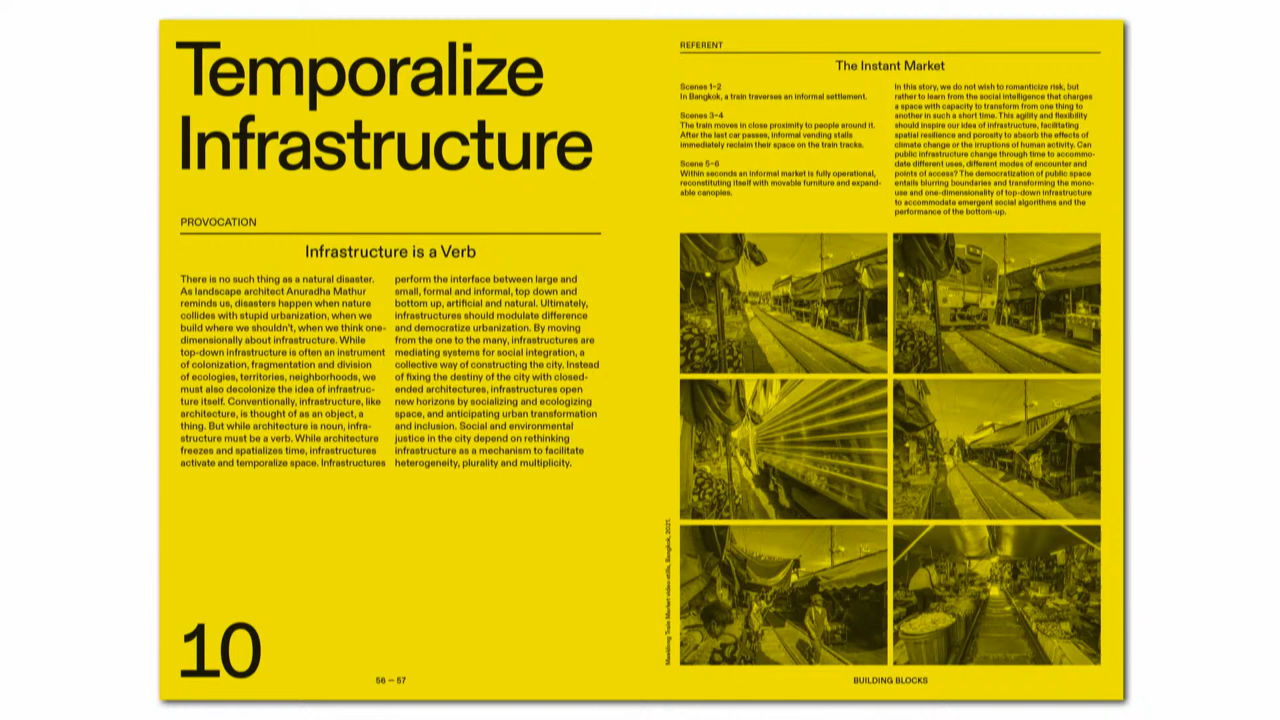 Temporalize
Infrastructure
PROVOCATION
Infrastructure is a Verb
There is no such thing as a natural disaster.
As landscape architect Anuradha Mathur
reminds us, disasters happen when nature
collides with stupid urbanization, when we
build where we shouldn't, when we think one-
dimensionally about infrastructure. While
top-down infrastructure is often an instrument
of colonization, fragmentation and division
of ecologies, territories, neighborhoods, we
must also decolonize the idea of infrastruc-
ture itself. Conventionally, infrastructure, like
architecture, is thought of as an object, a
thing. But while architecture is noun, infra-
structure must be a verb. While architecture
freezes and spatializes time, infrastructures
activate and temporalize space. Infrastructures
perform the interface between large and
small, formal and informal, top down and
bottom up, artificial and natural. Ultimately,
infrastructures should modulate difference
and democratize urbanization. By moving
from the one to the many, infrastructures are
mediating systems for social integration, a
collective way of constructing the city. Instead
of fixing the destiny of the city with closed-
ended architectures, infrastructures open
new horizons by socializing and ecologizing
space, and anticipating urban transformation
and inclusion. Social and environmental
justice in the city depend on rethinking
infrastructure as a mechanism to facilitate
heterogeneity, plurality and multiplicity.
10
56 — 57
REFERENT
The Instant Market
Scenes 1–2
In Bangkok, a train traverses an informal settlement.
Scenes 3–4
The train moves in close proximity to people around it.
After the last car passes, informal vending stalls
immediately reclaim their space on the train tracks.
Scene 5–6
Within seconds an informal market is fully operational,
reconstituting itself with movable furniture and expand-
able canopies.
In this story, we do not wish to romanticize risk, but
rather to learn from the social intelligence that charges
a space with capacity to transform from one thing to
another in such a short time. This agility and flexibility
should inspire our idea of infrastructure, facilitating
spatial resilience and porosity to absorb the effects of
climate change or the irruptions of human activity. Can
public infrastructure change through time to accommo-
date different uses, different modes of encounter and
points of access? The democratization of public space
entails blurring boundaries and transforming the mono-
use and one-dimensionality of top-down infrastructure
to accommodate emergent social algorithms and the
performance of the bottom-up.
Maeklong Train Market video stills, Bangkok, 2021.
BUILDING BLOCKS